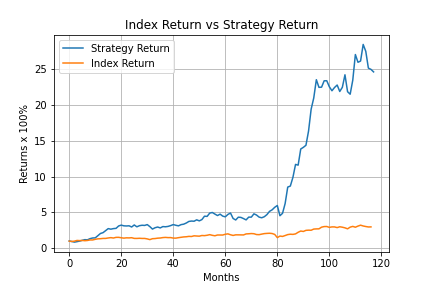 Index Return vs Strategy Return
Strategy Return
Index Return
Returns x 100%
25
20
15
10
5
0
0 20 40 60 80 100 120
Months